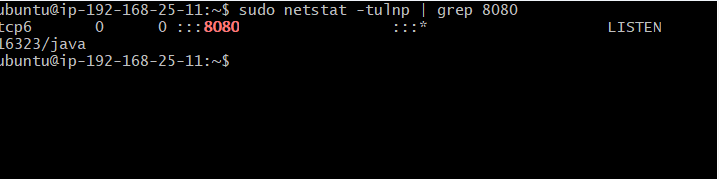 ubuntu@ip-192-168-25-11:~$ sudo netstat -tulnp | grep 8080
tcp6 0 0 :::8080 :::* LISTEN
16323/java
ubuntu@ip-192-168-25-11:~$